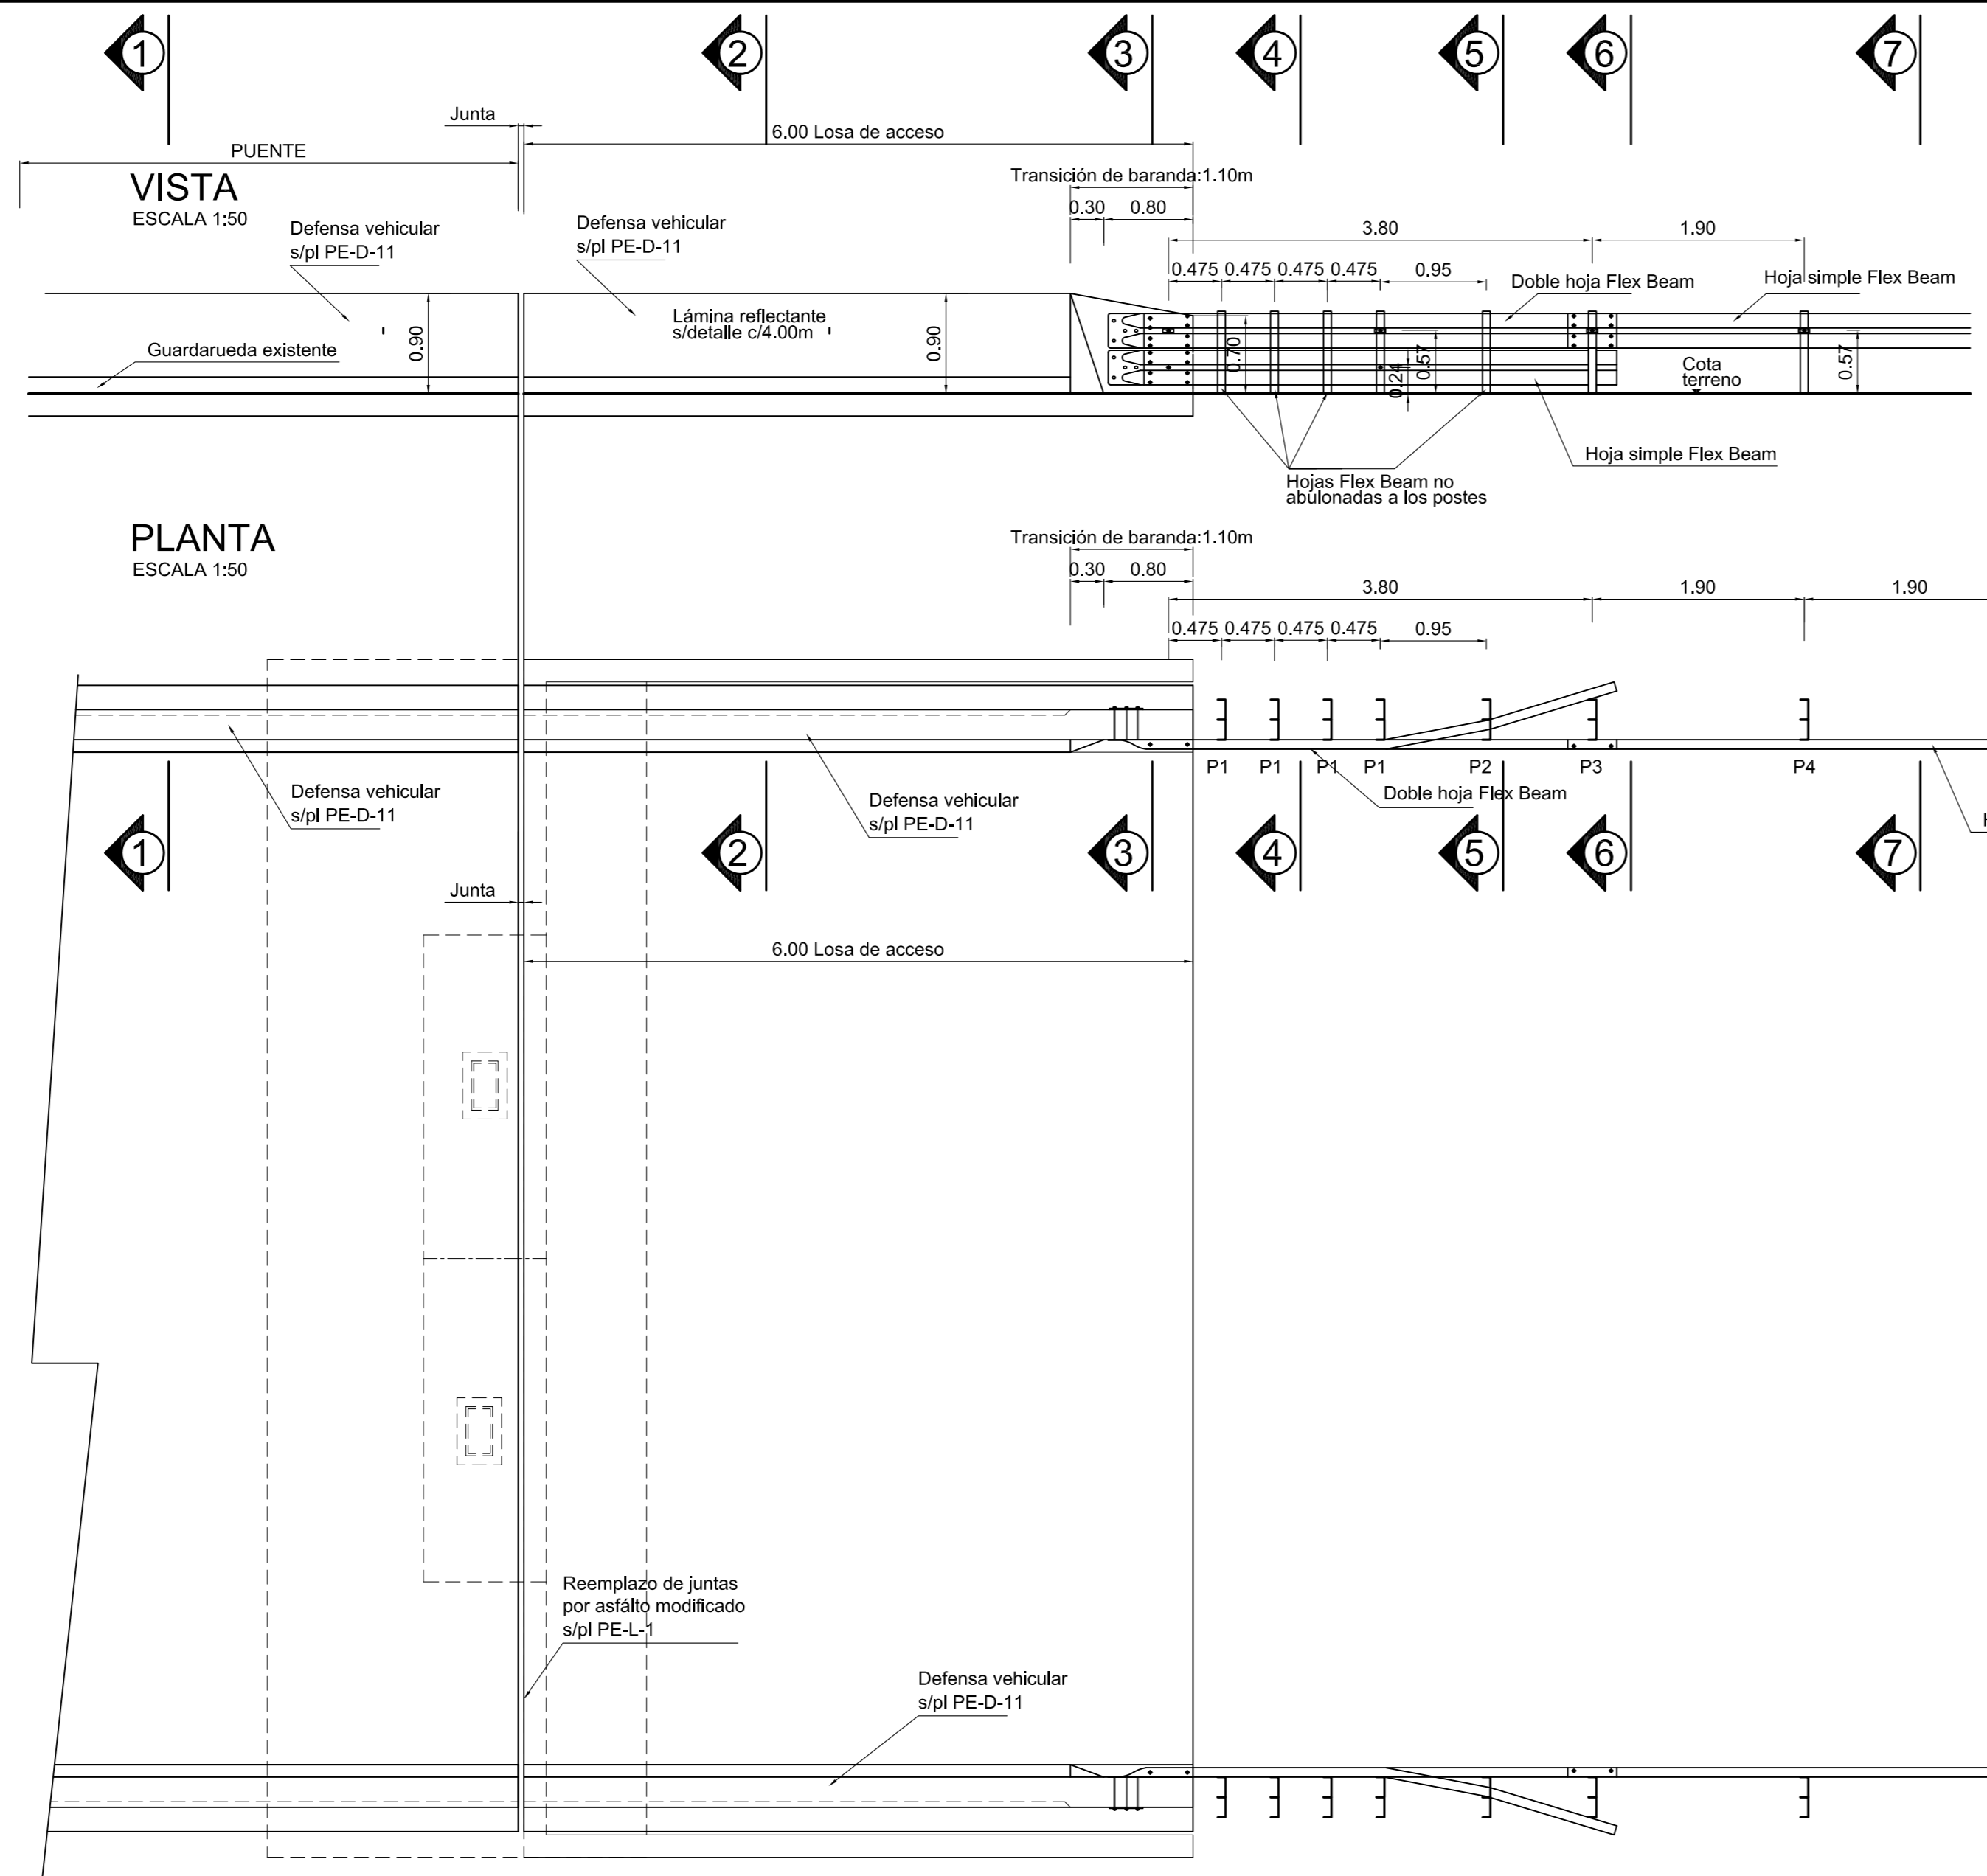 1
2
3
4
5
6
7
Junta
6.00 Losa de acceso
PUENTE
VISTA
ESCALA 1:50
Transición de baranda:1.10m
0.30
0.80
Defensa vehicular
s/pl PE-D-11
Defensa vehicular
s/pl PE-D-11
3.80
1.90
0.475
0.475
0.475
0.475
0.95
Doble hoja Flex Beam
Hoja simple Flex Beam
Lámina reflectante
s/detalle c/4.00m
Guardarueda existente
0.90
0.90
0.70
0.57
0.24
Cota
terreno
0.57
Hoja simple Flex Beam
Hojas Flex Beam no
abulonadas a los postes
PLANTA
ESCALA 1:50
Transición de baranda:1.10m
0.30
0.80
3.80
1.90
1.90
0.475
0.475
0.475
0.475
0.95
P1
P1
P1
P1
P2
P3
P4
Defensa vehicular
s/pl PE-D-11
Defensa vehicular
s/pl PE-D-11
Doble hoja Flex Beam
H
1
2
3
4
5
6
7
Junta
6.00 Losa de acceso
Reemplazo de juntas
por asfálto modificado
s/pl PE-L-1
Defensa vehicular
s/pl PE-D-11